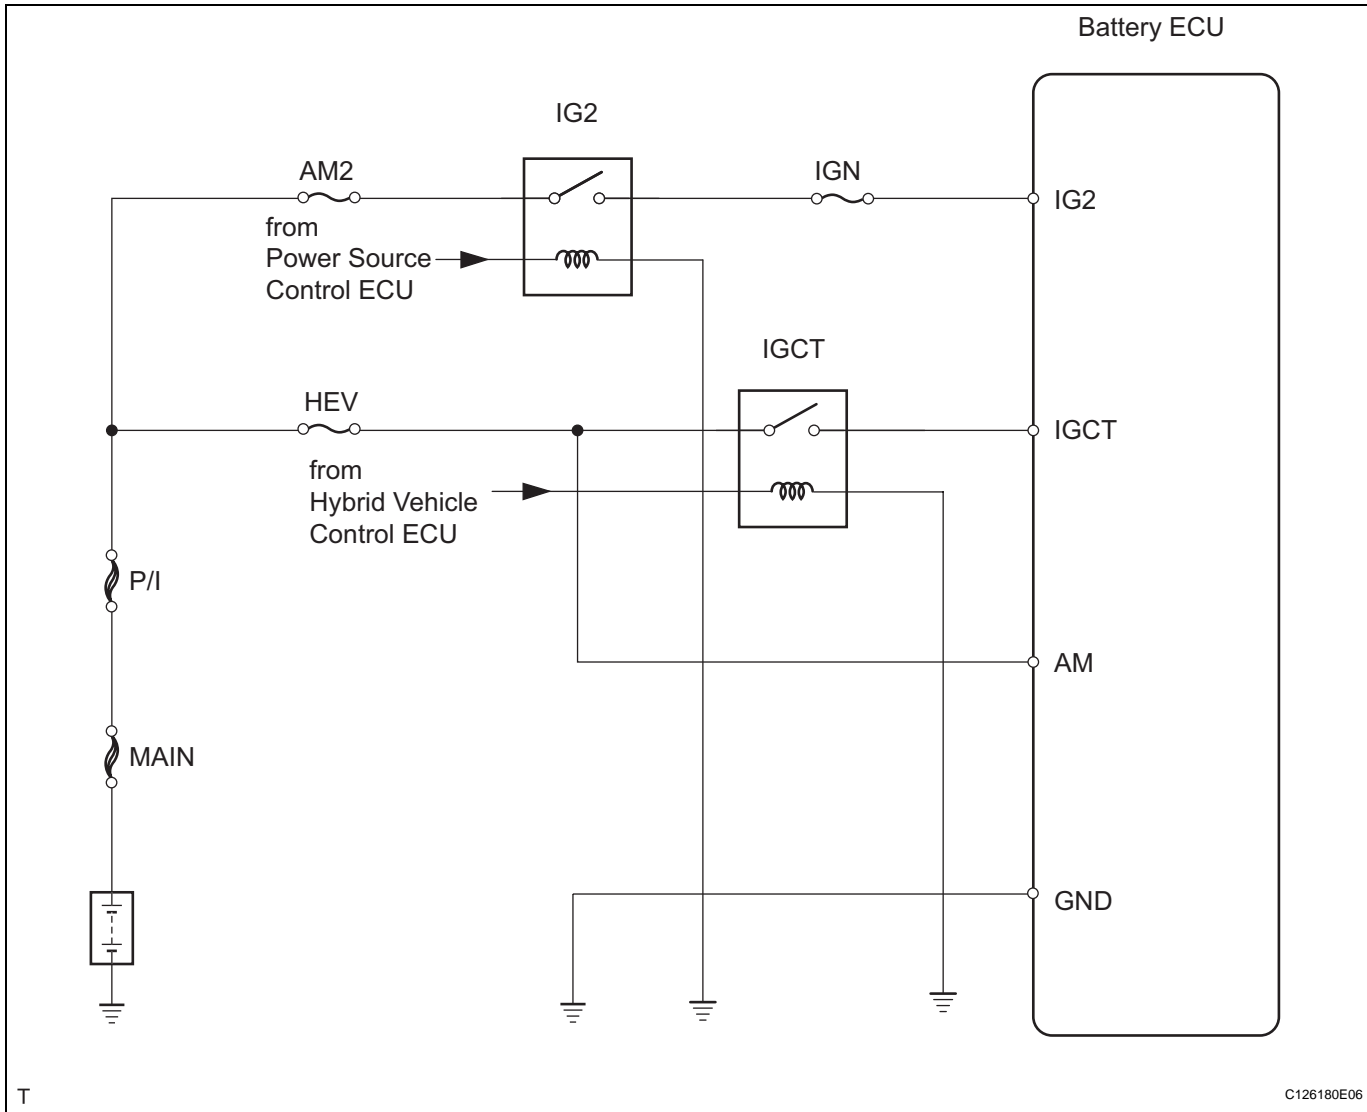 Battery ECU
IG2
AM2
IGN
IG2
from
Power Source
Control ECU
IGCT
HEV
IGCT
from
Hybrid Vehicle
Control ECU
P/I
AM
MAIN
GND
T
C126180E06